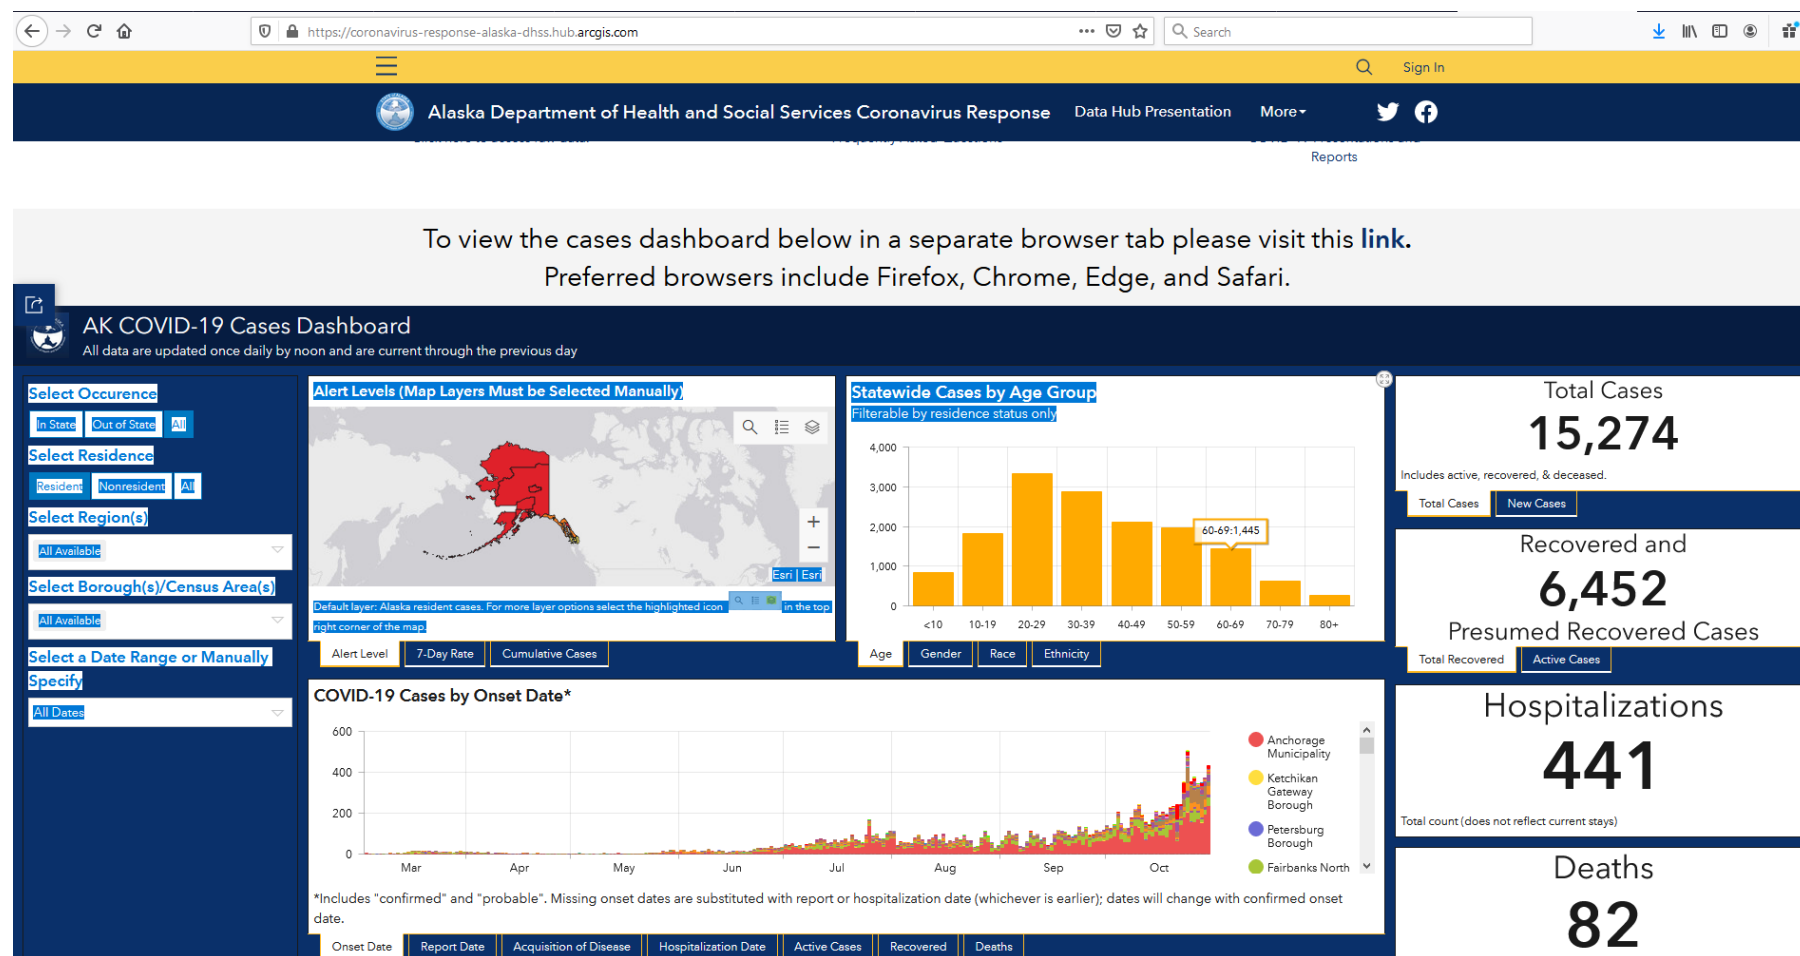 https://coronavirus-response-alaska-dhss.hub.arcgis.com
Search
Sign In
Alaska Department of Health and Social Services Coronavirus Response
Data Hub Presentation
More
Reports
To view the cases dashboard below in a separate browser tab please visit this link.
Preferred browsers include Firefox, Chrome, Edge, and Safari.
AK COVID-19 Cases Dashboard
All data are updated once daily by noon and are current through the previous day
Select Occurence
In State
Out of State
All
Select Residence
Resident
Nonresident
All
Select Region(s)
All Available
Select Borough(s)/Census Area(s)
All Available
Select a Date Range or Manually
Specify
All Dates
Alert Levels (Map Layers Must be Selected Manually)
+
−
Esri | Esri
Default layer: Alaska resident cases. For more layer options select the highlighted icon in the top
right corner of the map.
Alert Level
7-Day Rate
Cumulative Cases
Statewide Cases by Age Group
Filterable by residence status only
4,000
3,000
2,000
1,000
0
60-69:1,445
<10
10-19
20-29
30-39
40-49
50-59
60-69
70-79
80+
Age
Gender
Race
Ethnicity
COVID-19 Cases by Onset Date*
600
400
200
0
Mar
Apr
May
Jun
Jul
Aug
Sep
Oct
Anchorage
Municipality
Ketchikan
Gateway
Borough
Petersburg
Borough
Fairbanks North
*Includes "confirmed" and "probable". Missing onset dates are substituted with report or hospitalization date (whichever is earlier); dates will change with confirmed onset
date.
Onset Date
Report Date
Acquisition of Disease
Hospitalization Date
Active Cases
Recovered
Deaths
Total Cases
15,274
Includes active, recovered, & deceased.
Total Cases
New Cases
Recovered and
6,452
Presumed Recovered Cases
Total Recovered
Active Cases
Hospitalizations
441
Total count (does not reflect current stays)
Deaths
82